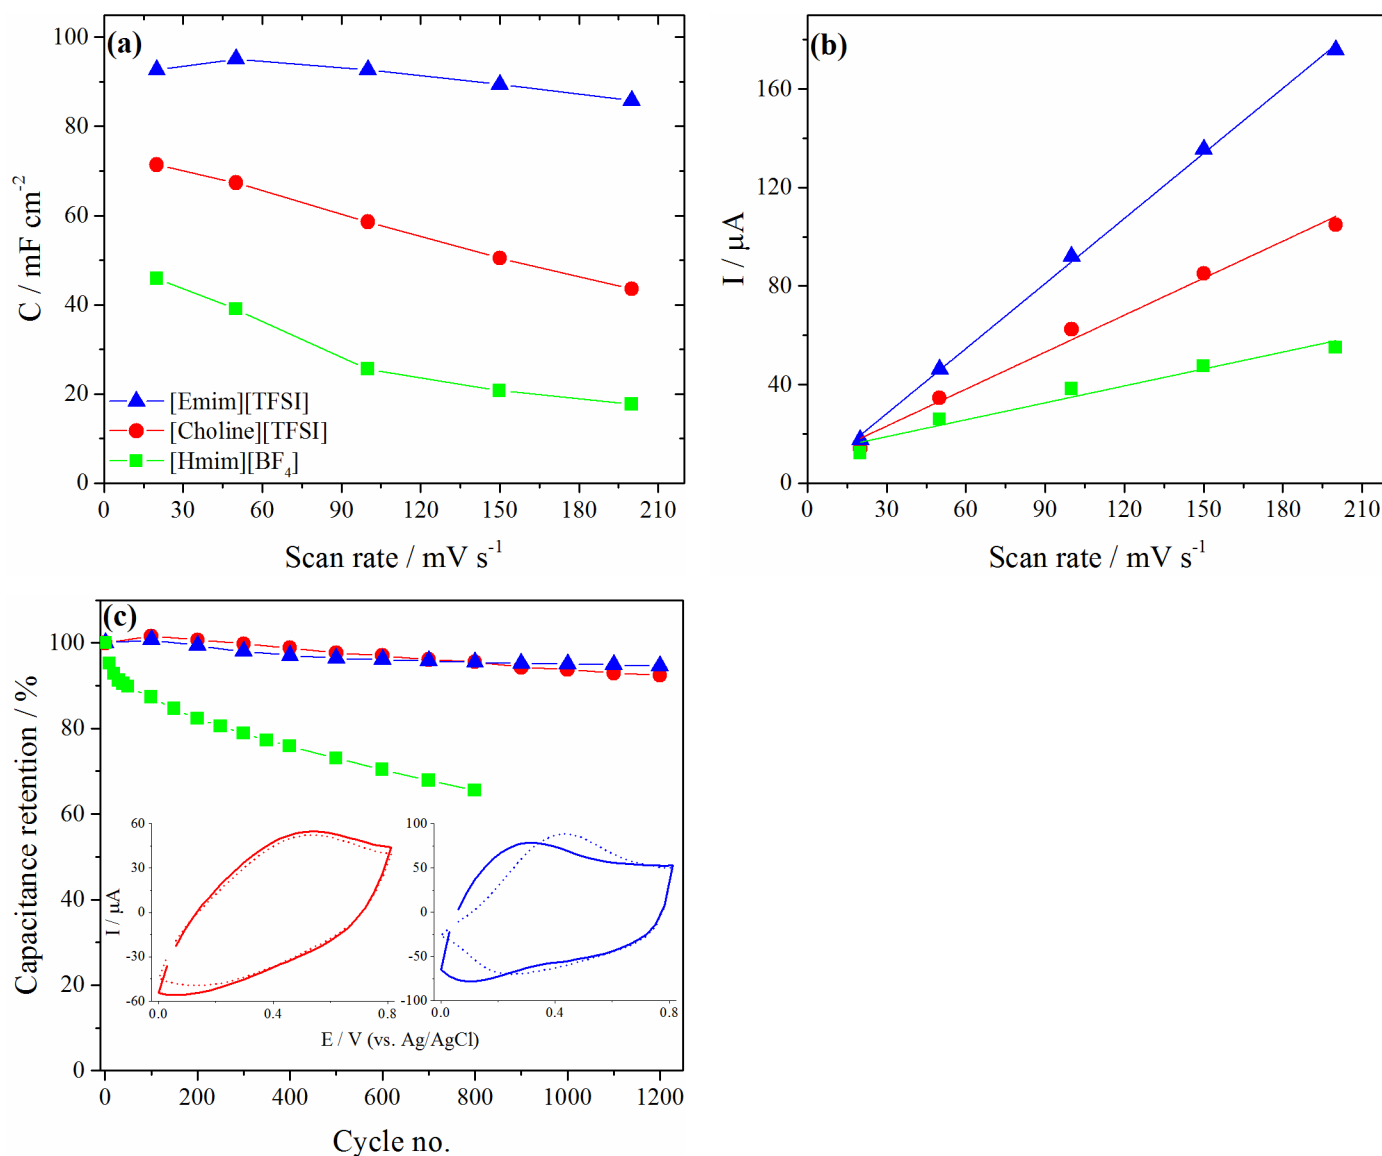 (a)
100
80
60
40
20
0
C / mF cm⁻²
[Emim][TFSI]
[Choline][TFSI]
[Hmim][BF₄]
0 30 60 90 120 150 180 210
Scan rate / mV s⁻¹
(b)
160
120
80
40
0
I / µA
0 30 60 90 120 150 180 210
Scan rate / mV s⁻¹
(c)
100
80
60
40
20
0
Capacitance retention / %
60
30
0
-30
-60
I / µA
0.0 0.4 0.8
100
50
0
-50
-100
0.0 0.4 0.8
E / V (vs. Ag/AgCl)
0 200 400 600 800 1000 1200
Cycle no.